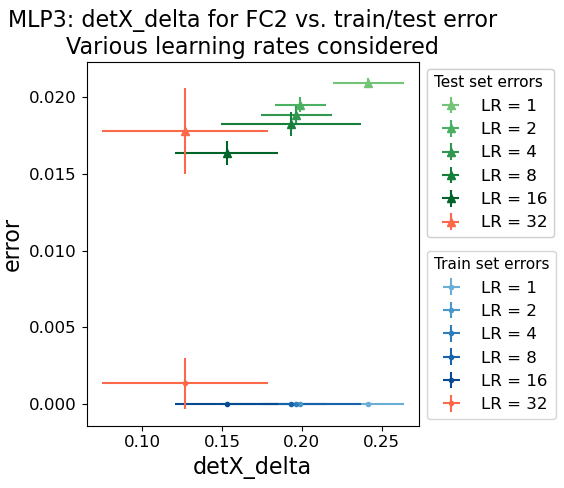 MLP3: detX_delta for FC2 vs. train/test error
Various learning rates considered
error
0.020
0.015
0.010
0.005
0.000
0.10 0.15 0.20 0.25
detX_delta
Test set errors
LR = 1
LR = 2
LR = 4
LR = 8
LR = 16
LR = 32
Train set errors
LR = 1
LR = 2
LR = 4
LR = 8
LR = 16
LR = 32